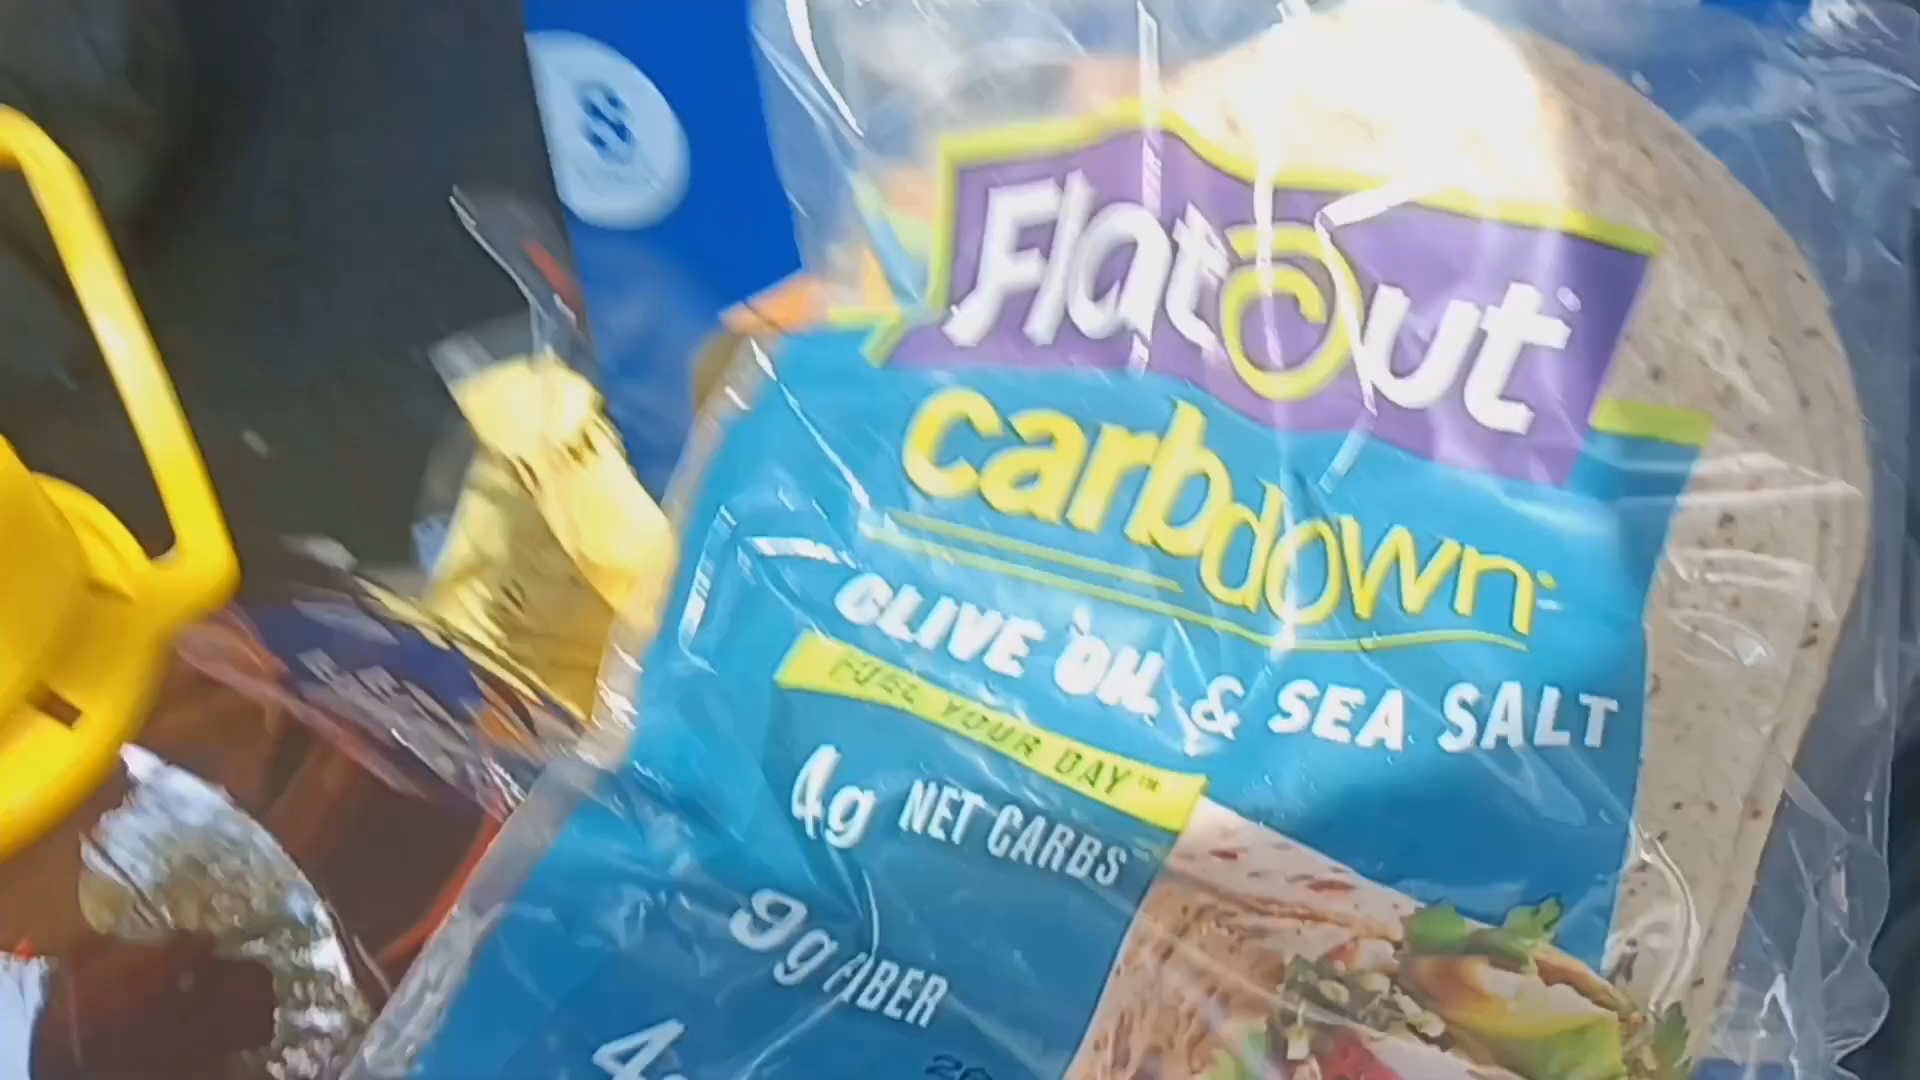 Flatout
carbdown
OLIVE OIL & SEA SALT
FUEL YOUR DAY™
4g NET CARBS
9g FIBER